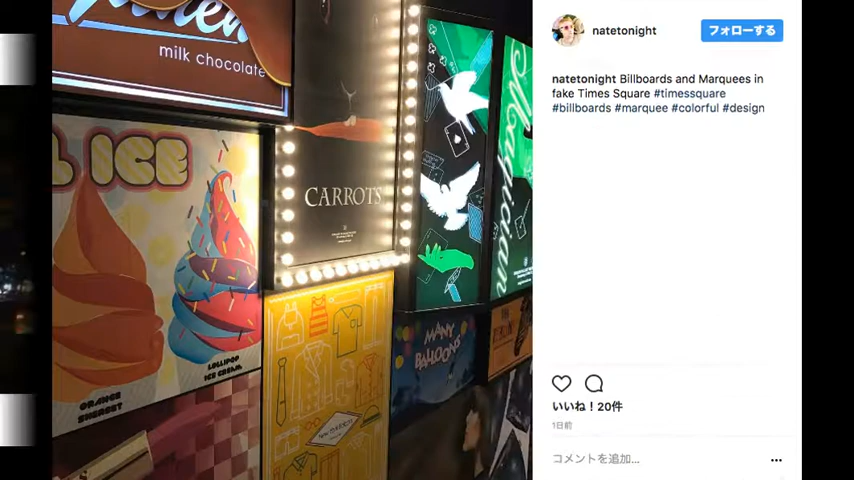 milk chocolate
L ICE
CARROTS
Magician
MANY
BALLOONS
LOLLIPOP
ICE CREAM
ORANGE
SHERBET
natetonight
フォローする
natetonight Billboards and Marquees in
fake Times Square #timessquare
#billboards #marquee #colorful #design
いいね！20件
1日前
コメントを追加...